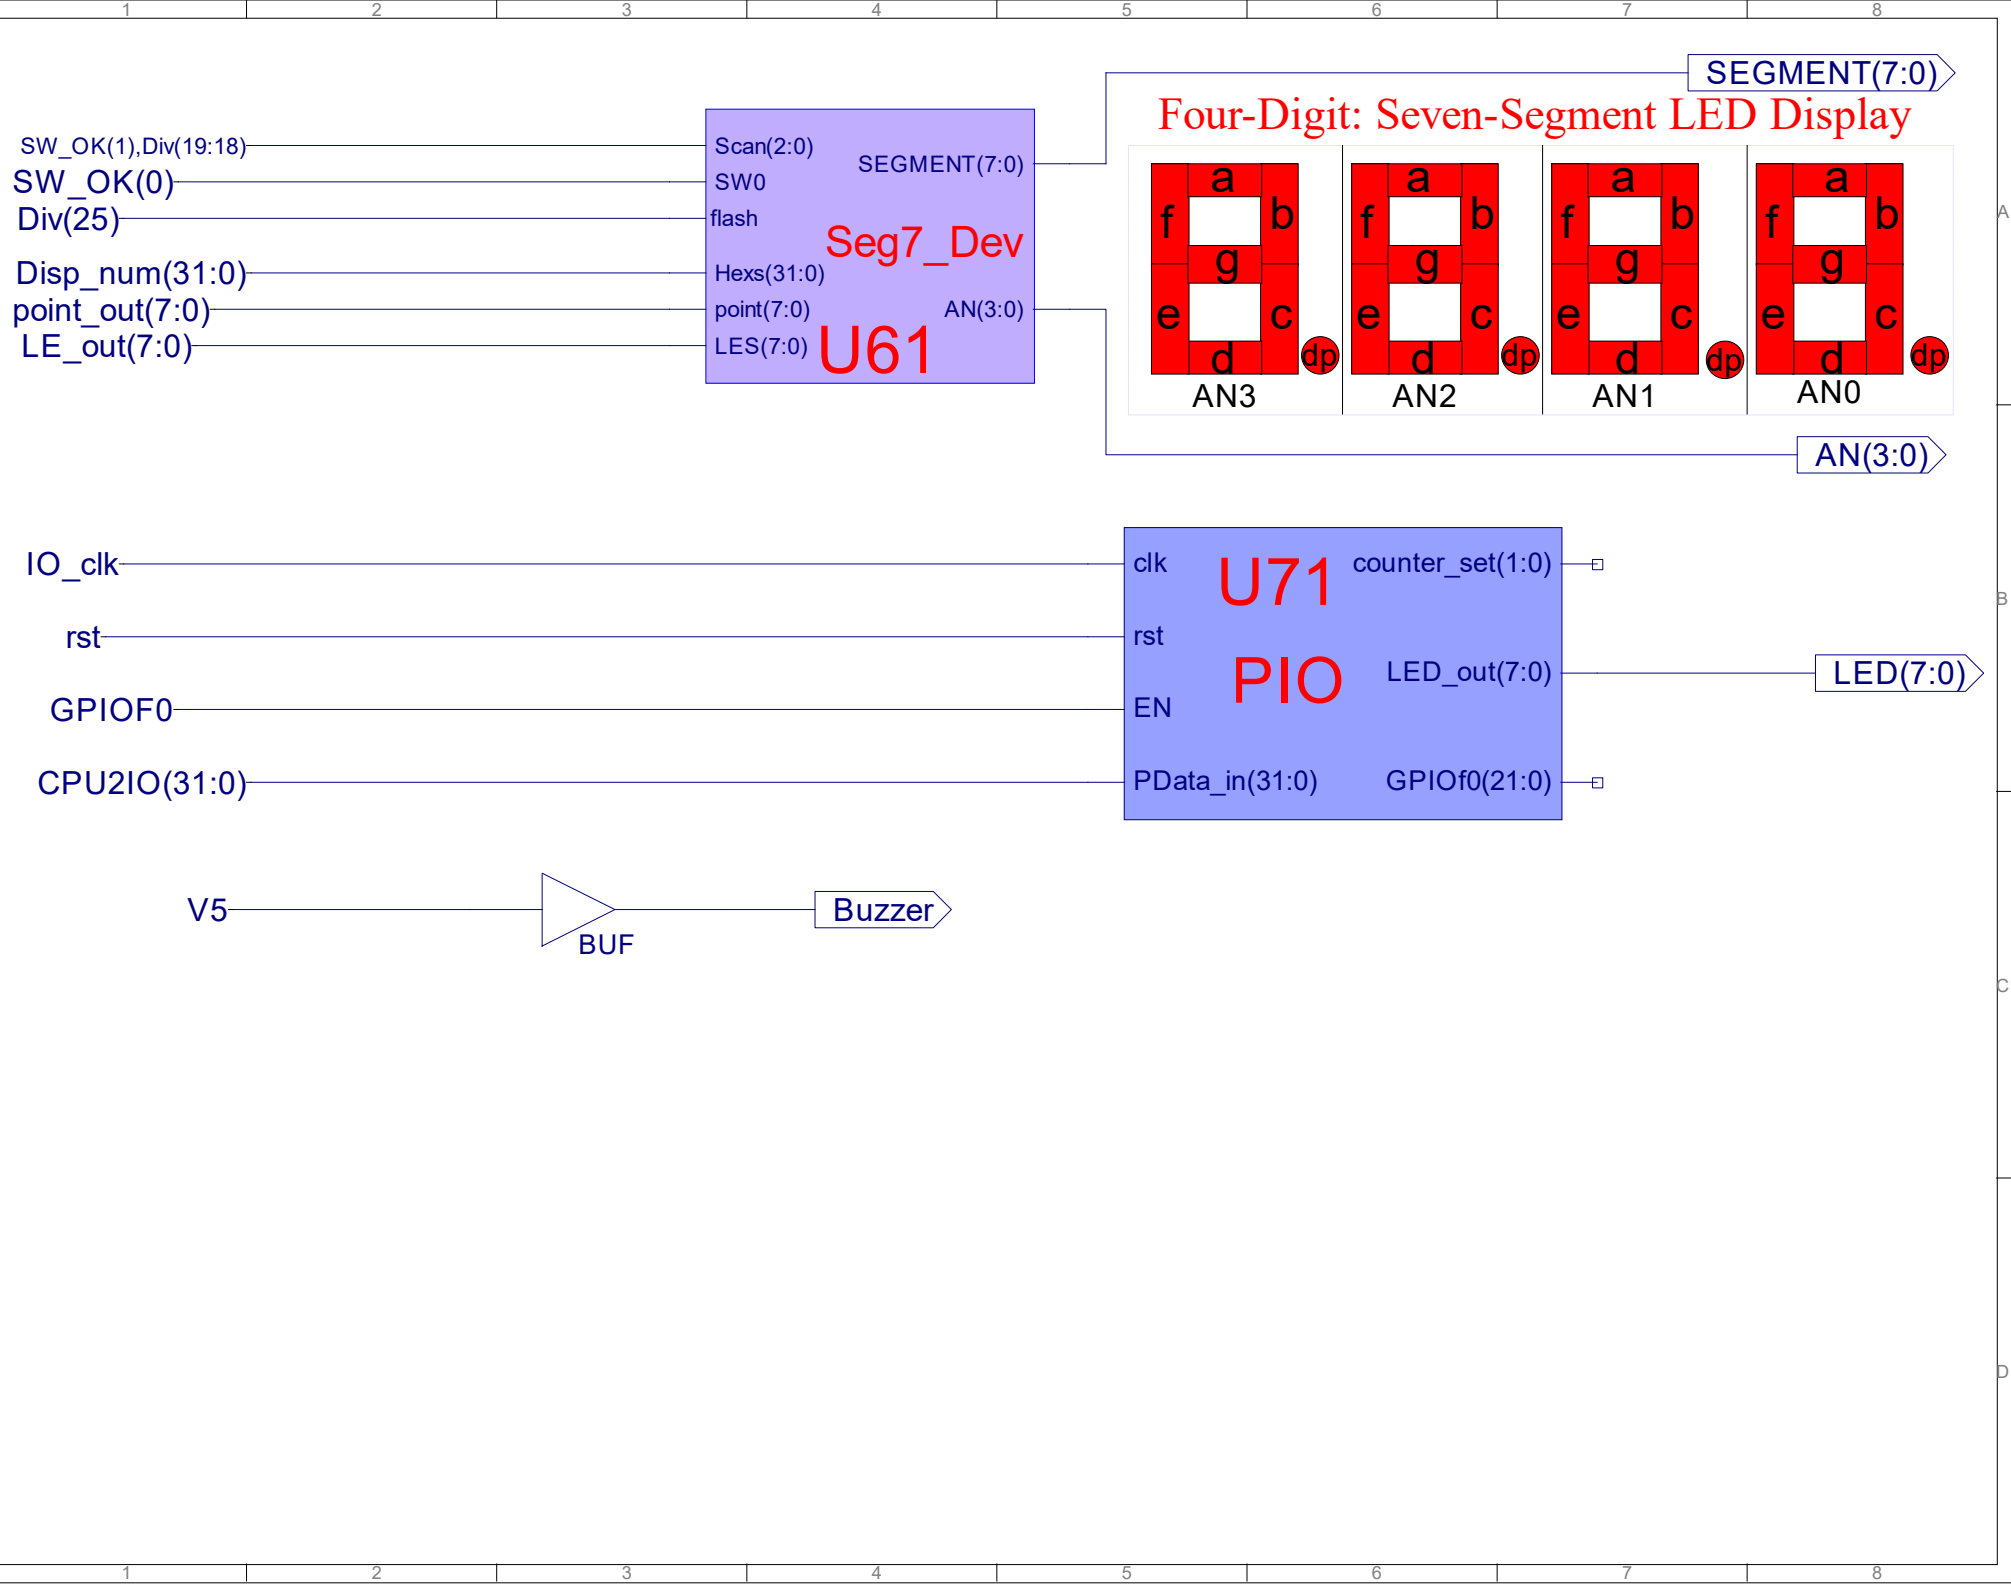 1 2 3 4 5 6 7 8
SEGMENT(7:0)
Four-Digit: Seven-Segment LED Display
SW_OK(1),Div(19:18)
SW_OK(0)
Div(25)
Disp_num(31:0)
point_out(7:0)
LE_out(7:0)
Scan(2:0)
SW0
flash
Hexs(31:0)
point(7:0)
LES(7:0)
SEGMENT(7:0)
Seg7_Dev
AN(3:0)
U61
a
f b
g
e c
d dp
AN3
a
f b
g
e c
d dp
AN2
a
f b
g
e c
d dp
AN1
a
f b
g
e c
d dp
AN0
A
AN(3:0)
IO_clk
rst
GPIOF0
CPU2IO(31:0)
clk
rst
EN
PData_in(31:0)
U71
PIO
counter_set(1:0)
LED_out(7:0)
GPIOf0(21:0)
LED(7:0)
B
V5
BUF
Buzzer
C
D
1 2 3 4 5 6 7 8